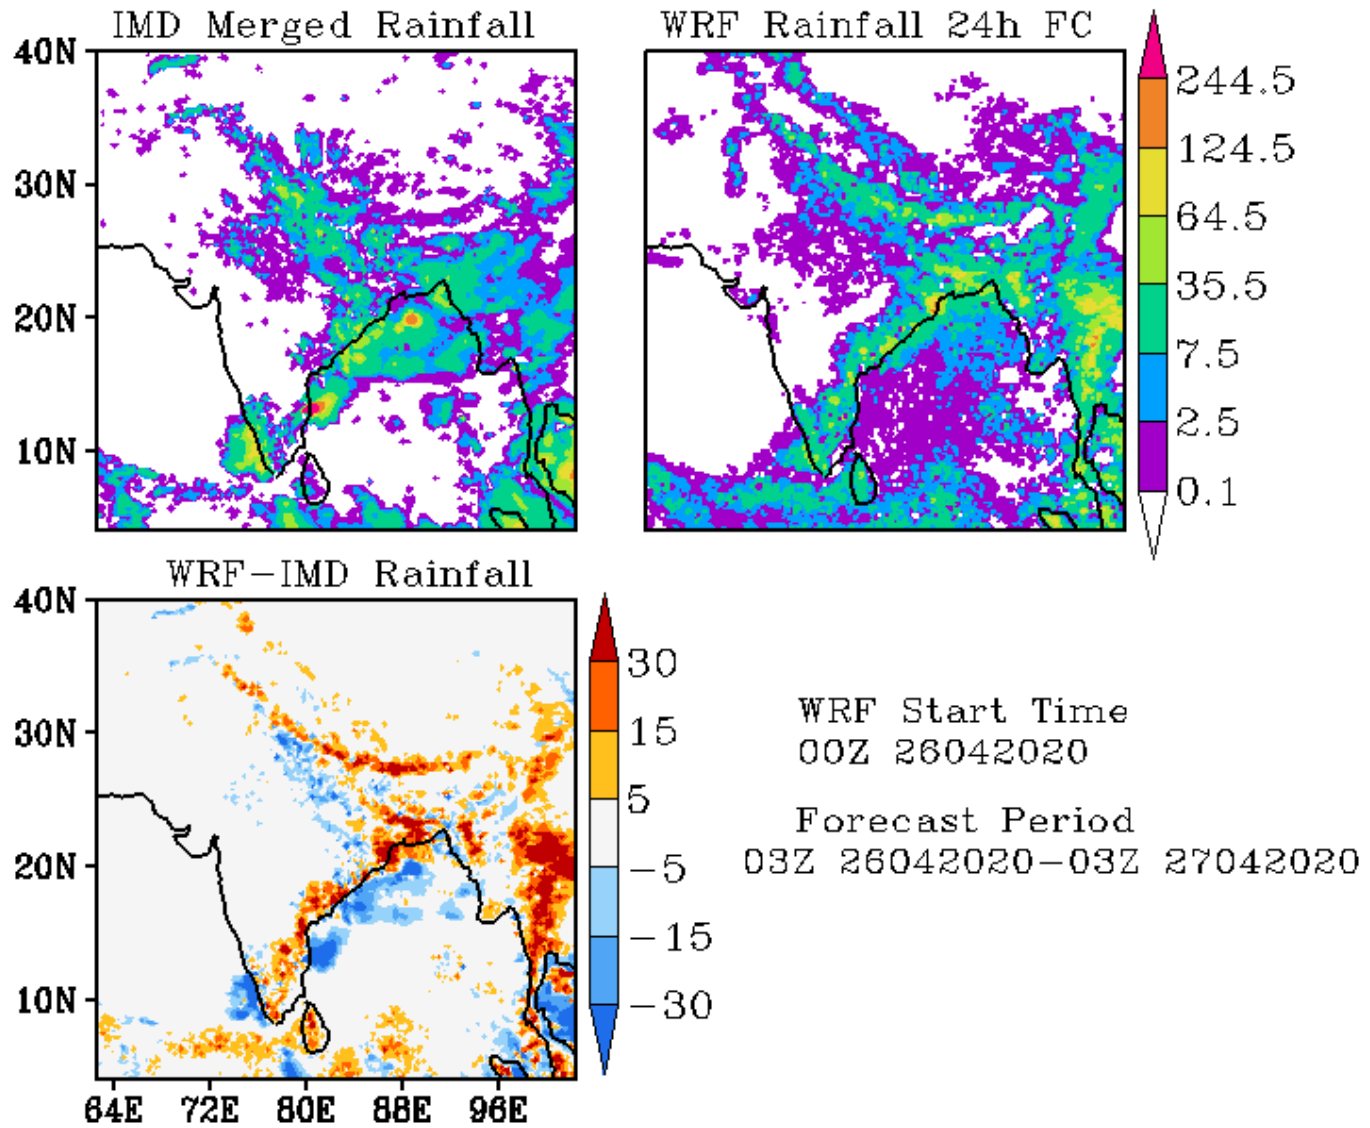 IMD Merged Rainfall
WRF Rainfall 24h FC
40N
30N
20N
10N
244.5
124.5
64.5
35.5
7.5
2.5
0.1
WRF-IMD Rainfall
40N
30N
20N
10N
64E 72E 80E 88E 96E
30
15
5
-5
-15
-30
WRF Start Time
00Z 26042020
Forecast Period
03Z 26042020-03Z 27042020